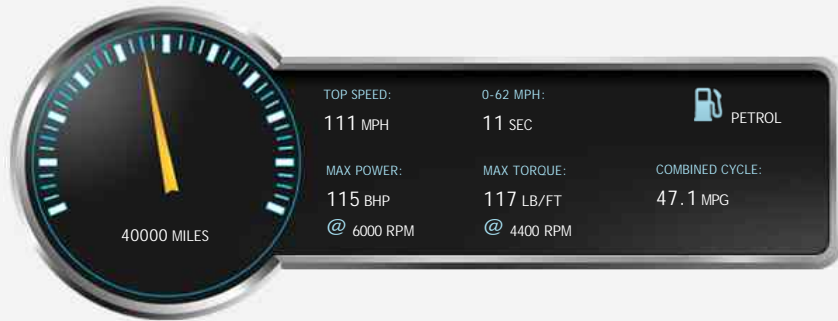 TOP SPEED:
111 MPH
0-62 MPH:
11 SEC
PETROL
MAX POWER:
115 BHP
@ 6000 RPM
MAX TORQUE:
117 LB/FT
@ 4400 RPM
COMBINED CYCLE:
47.1 MPG
40000 MILES